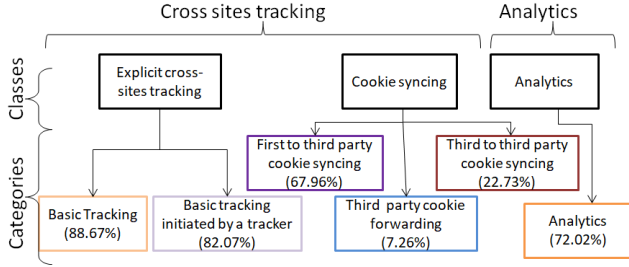 Cross sites tracking
Analytics
Classes
Explicit cross-
sites tracking
Cookie syncing
Analytics
Categories
First to third party
cookie syncing
(67.96%)
Third to third party
cookie syncing
(22.73%)
Basic Tracking
(88.67%)
Basic tracking
initiated by a tracker
(82.07%)
Third party cookie
forwarding
(7.26%)
Analytics
(72.02%)